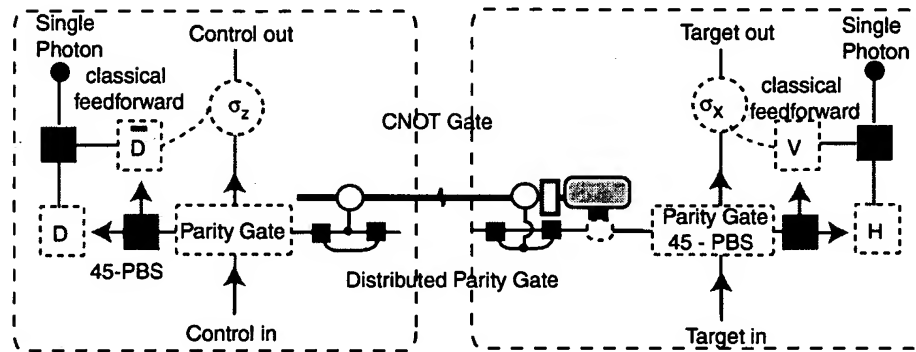 Single
Photon
Control out
classical
feedforward
σz
D̄
D
45-PBS
Parity Gate
Control in
CNOT Gate
Distributed Parity Gate
Target out
Single
Photon
classical
feedforward
σx
V
Parity Gate
45 - PBS
H
Target in